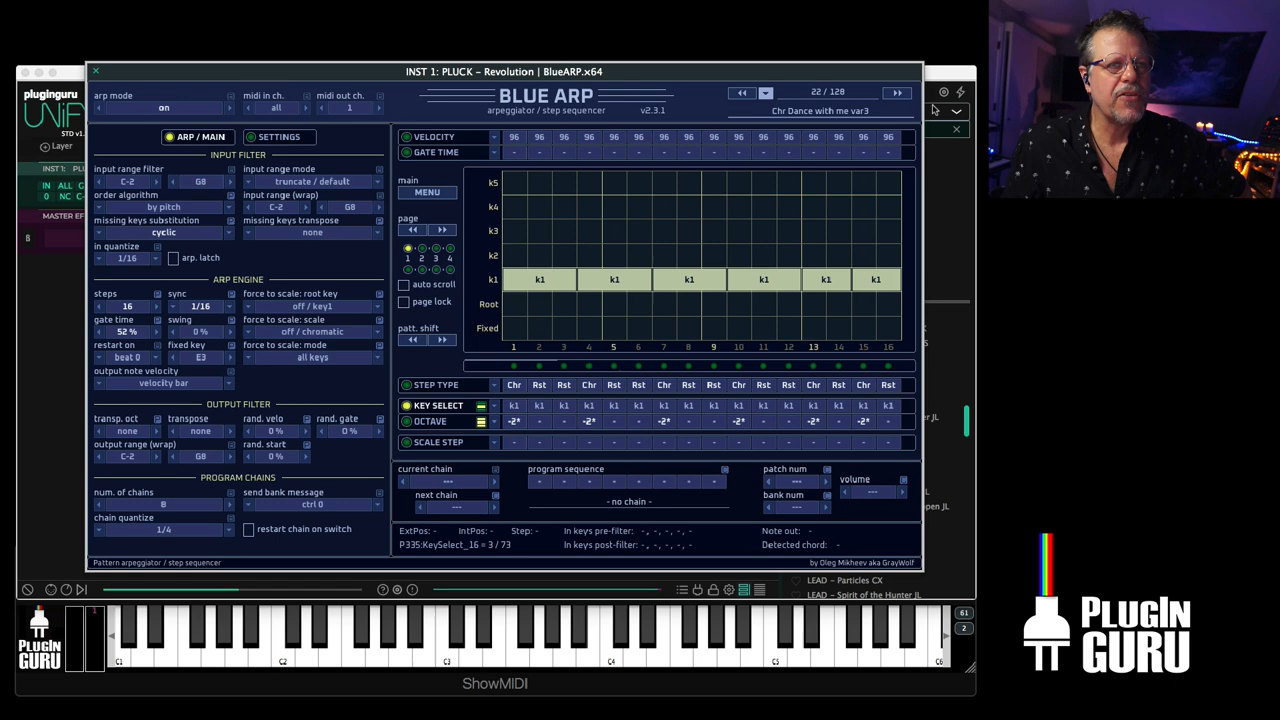 INST 1: PLUCK - Revolution | BlueARP.x64
pluginguru
UNIF
STD v1.
Layer
INST 1: PLU
IN ALL G
0 NC C-
MASTER EF
B
arp mode
on
midi in ch.
all
midi out ch.
1
BLUE ARP
arpeggiator / step sequencer
v2.3.1
22 / 128
Chr Dance with me var3
ARP / MAIN
SETTINGS
INPUT FILTER
input range filter
C-2 G8
input range mode
truncate / default
order algorithm
by pitch
input range (wrap)
C-2 G8
missing keys substitution
cyclic
missing keys transpose
none
in quantize
1/16
arp. latch
ARP ENGINE
steps
16
sync
1/16
force to scale: root key
off / key1
gate time
52 %
swing
0 %
force to scale: scale
off / chromatic
restart on
beat 0
fixed key
E3
force to scale: mode
all keys
output note velocity
velocity bar
OUTPUT FILTER
transp. oct
none
transpose
none
rand. velo
0 %
rand. gate
0 %
output range (wrap)
C-2 G8
rand. start
0 %
PROGRAM CHAINS
num. of chains
8
send bank message
ctrl 0
chain quantize
1/4
restart chain on switch
VELOCITY 96 96 96 96 96 96 96 96 96 96 96 96 96 96 96 96
GATE TIME - - - - - - - - - - - - - - - -
main
MENU
page
1 2 3 4
auto scroll
page lock
patt. shift
k5
k4
k3
k2
k1 k1 k1 k1 k1 k1 k1
Root
Fixed
1 2 3 4 5 6 7 8 9 10 11 12 13 14 15 16
STEP TYPE Chr Rst Rst Chr Rst Rst Chr Rst Rst Chr Rst Rst Chr Rst Chr Rst
KEY SELECT k1 k1 k1 k1 k1 k1 k1 k1 k1 k1 k1 k1 k1 k1 k1 k1
OCTAVE -2* - - -2* - - -2* - - -2* - - -2* - -2* -
SCALE STEP - - - - - - - - - - - - - - - -
current chain
---
next chain
---
program sequence
- - - - - - - -
- no chain -
patch num
---
bank num
---
volume
---
ExtPos: - IntPos: - Step: - In keys pre-filter: -, -, -, -, - Note out: -
P335:KeySelect_16 = 3 / 73 In keys post-filter: -, -, -, -, - Detected chord: -
Pattern arpeggiator / step sequencer
by Oleg Mikheev aka GrayWolf
er JL
open JL
LEAD - Particles CX
LEAD - Spirit of the Hunter JL
PLUGIN
GURU
1
C1 C2 C3 C4 C5 C6
61
2
ShowMIDI
PLUGIN
GURU